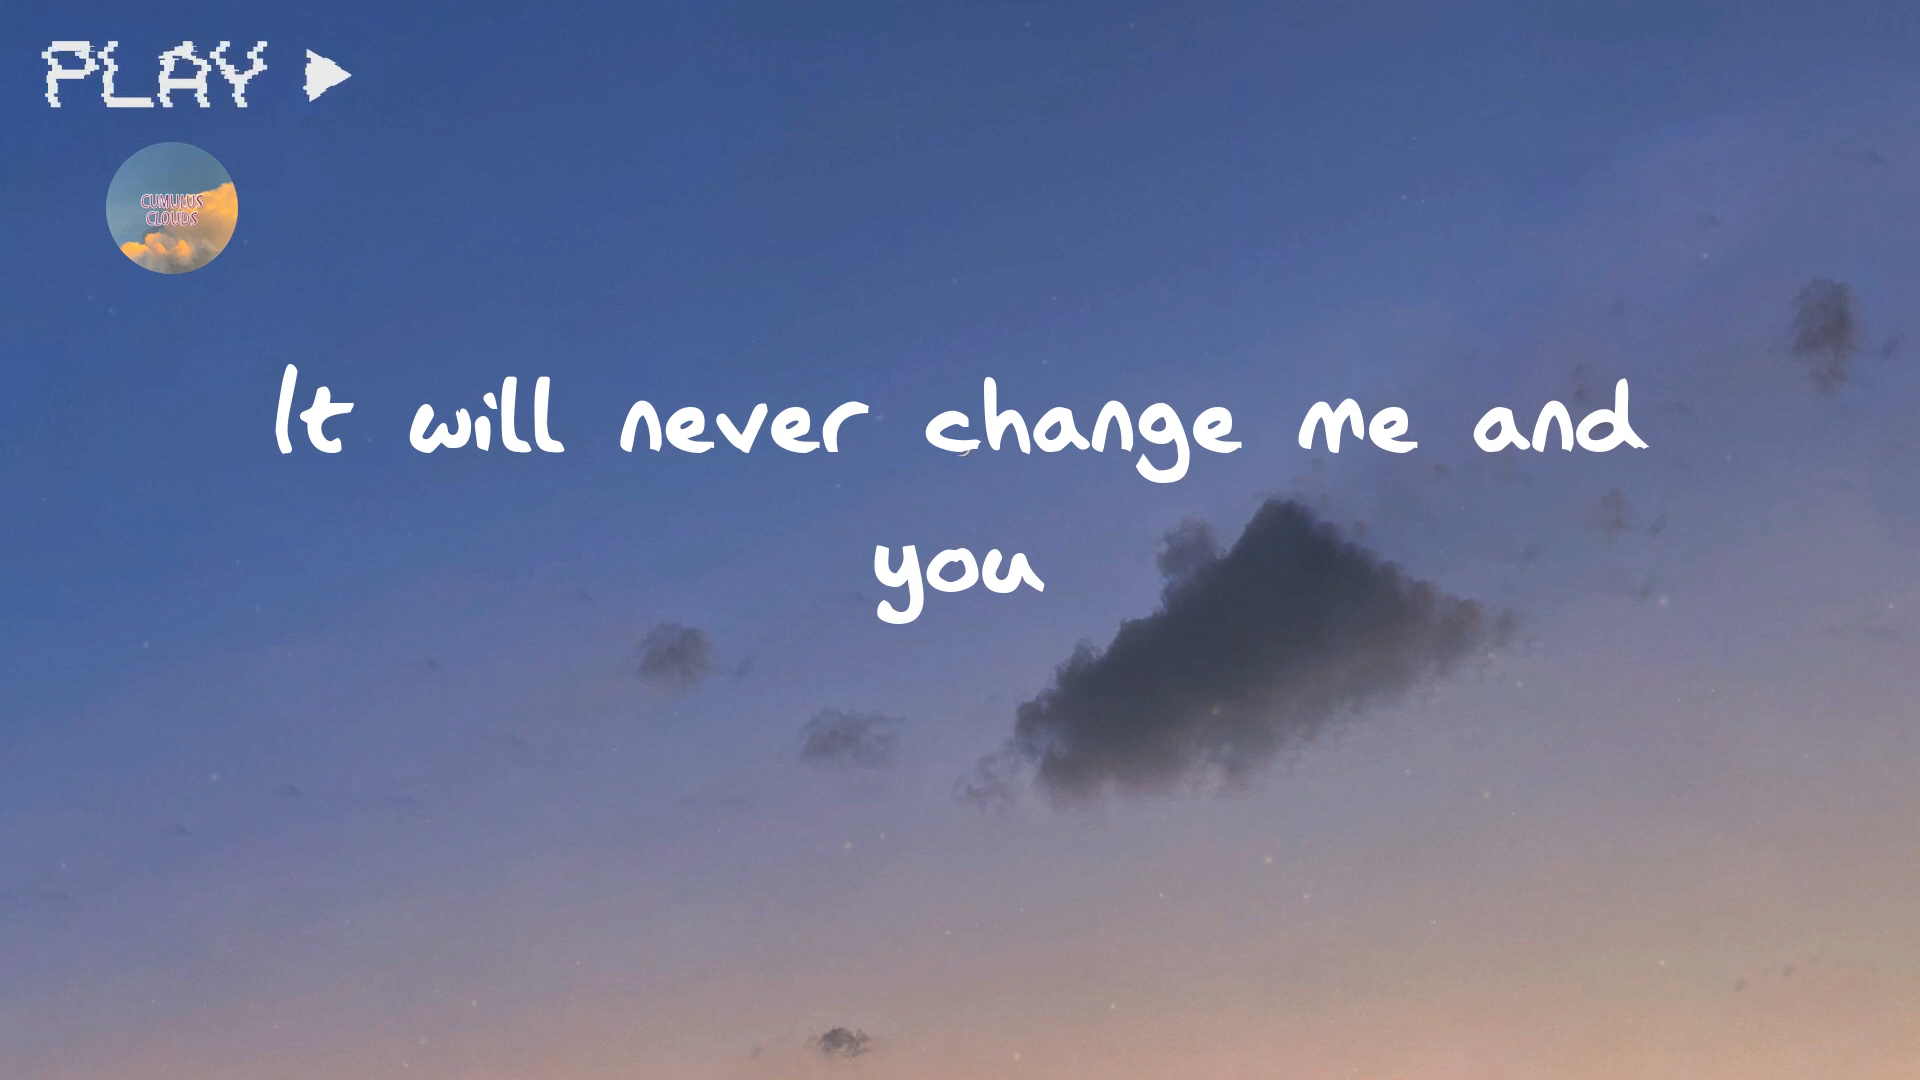 PLAY
CUMULUS
CLOUDS
It will never change me and
you